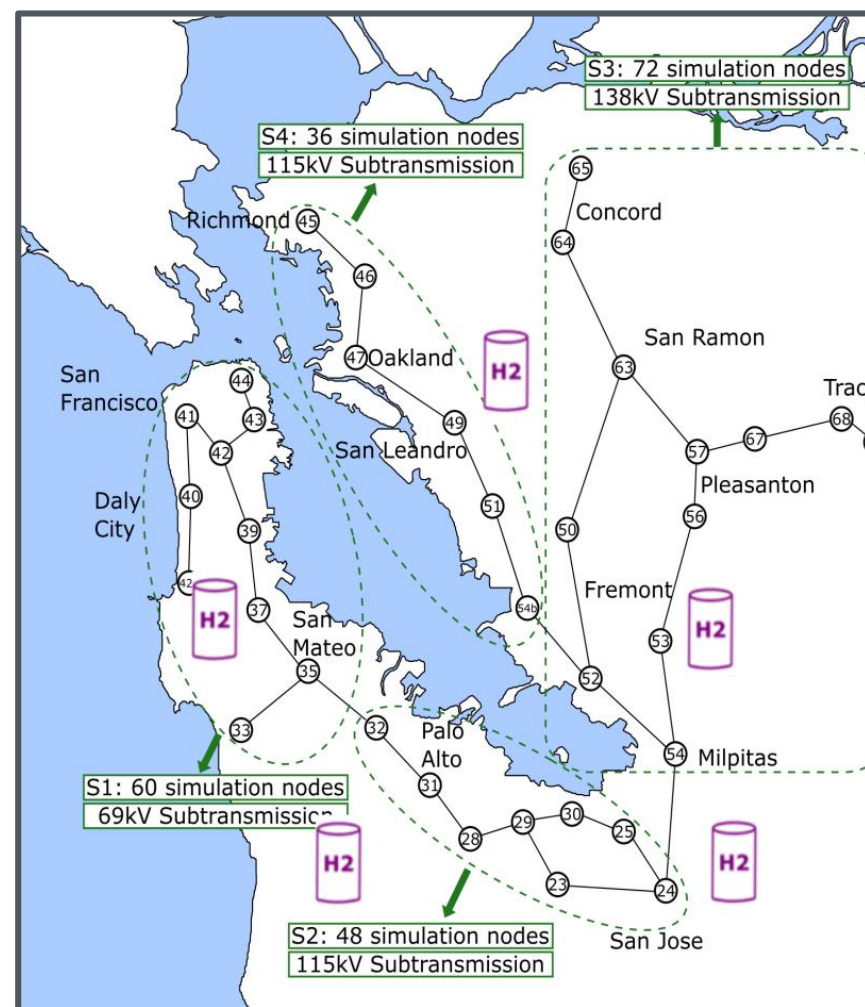 S3: 72 simulation nodes
138kV Subtransmission
S4: 36 simulation nodes
115kV Subtransmission
65
Concord
Richmond
45
64
46
San Ramon
47
Oakland
H2
63
San
Francisco
44
41
43
49
68
42
San Leandro
57
67
Pleasanton
Daly
City
40
51
56
39
50
Fremont
54b
H2
37
San
Mateo
H2
53
35
52
33
32
Palo
Alto
54
Milpitas
S1: 60 simulation nodes
69kV Subtransmission
31
30
28
29
25
H2
H2
23
24
S2: 48 simulation nodes
115kV Subtransmission
San Jose